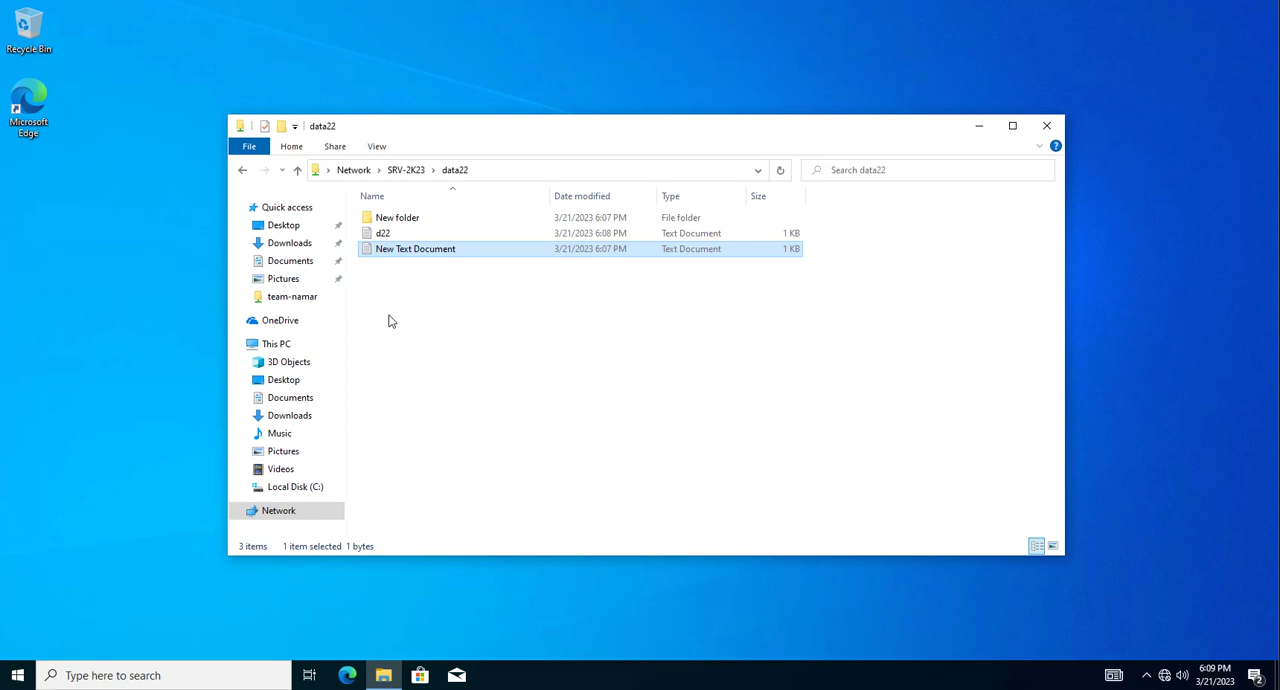 Recycle Bin
Microsoft
Edge
data22
File Home Share View
Network SRV-2K23 data22
Search data22
Name Date modified Type Size
New folder 3/21/2023 6:07 PM File folder
d22 3/21/2023 6:08 PM Text Document 1 KB
New Text Document 3/21/2023 6:07 PM Text Document 1 KB
Quick access
Desktop
Downloads
Documents
Pictures
team-namar
OneDrive
This PC
3D Objects
Desktop
Documents
Downloads
Music
Pictures
Videos
Local Disk (C:)
Network
3 items 1 item selected 1 bytes
Type here to search
6:09 PM
3/21/2023
2